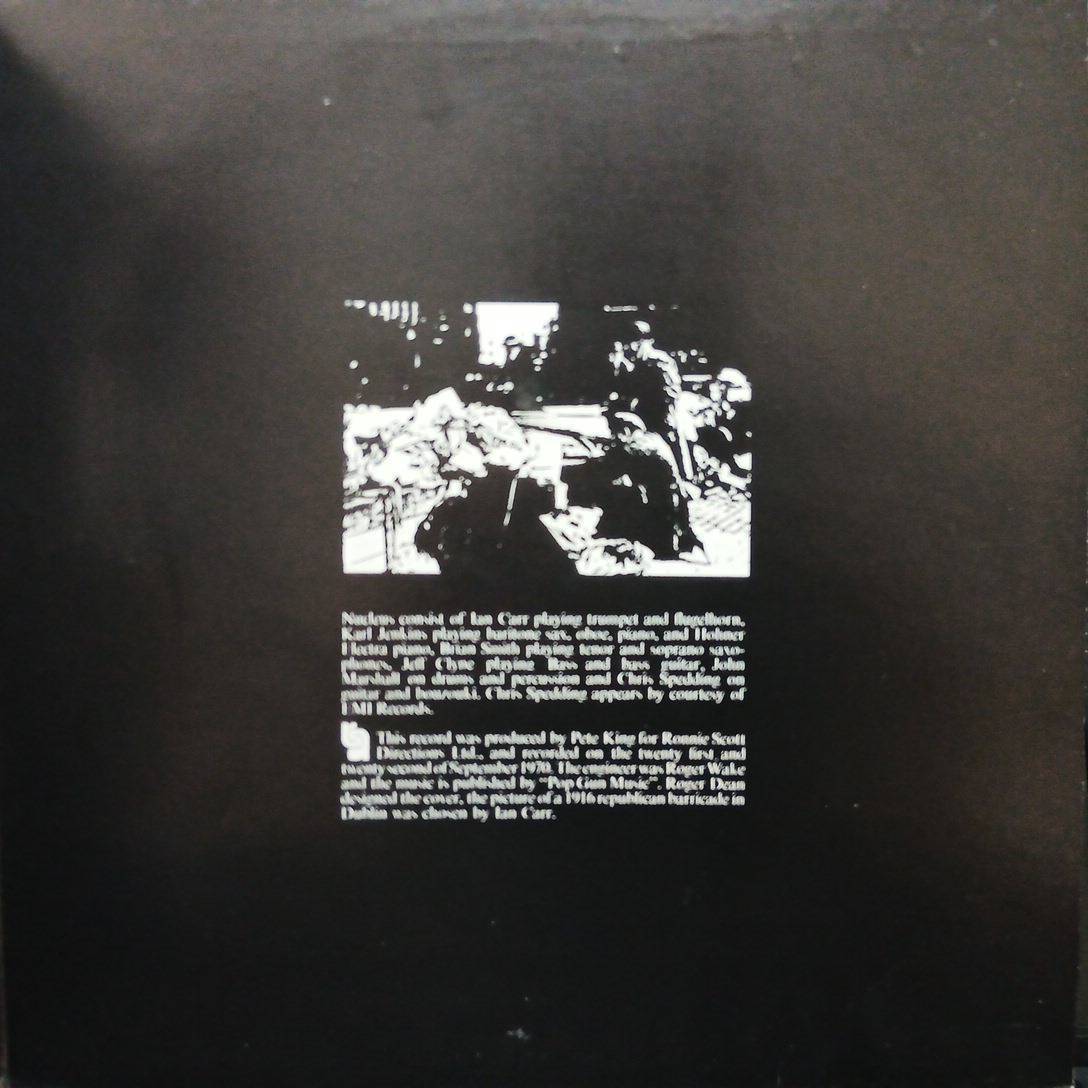 Nucleus consist of Ian Carr playing trumpet and flugelhorn,
Karl Jenkins playing baritone sax, oboe, piano, and Hohner
Electra piano, Brian Smith playing tenor and soprano saxo-
phones, Jeff Clyne playing Bass and bass guitar, John
Marshall on drums and percussion and Chris Spedding on
guitar and bouzouki. Chris Spedding appears by courtesy of
EMI Records.
This record was produced by Pete King for Ronnie Scott
Directions Ltd., and recorded on the twenty first and
twenty second of September 1970. The engineer was Roger Wake
and the music is published by "Pop Gun Music". Roger Dean
designed the cover, the picture of a 1916 republican barricade in
Dublin was chosen by Ian Carr.